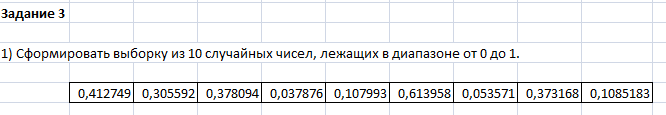 Задание 3
1) Сформировать выборку из 10 случайных чисел, лежащих в диапазоне от 0 до 1.
0,412749 0,305592 0,378094 0,037876 0,107993 0,613958 0,053571 0,373168 0,1085183